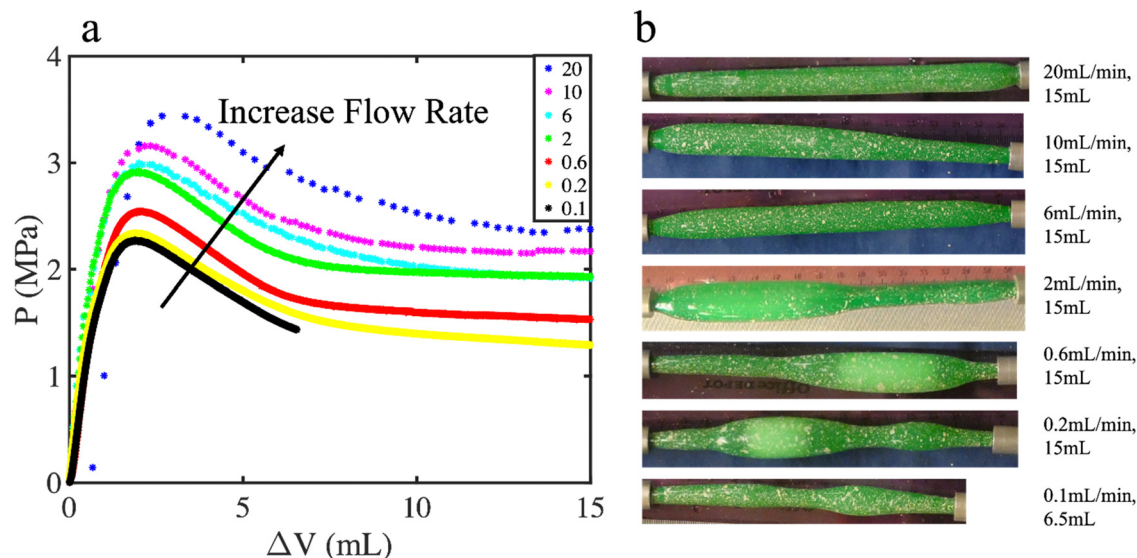 a
P (MPa)
4
3
2
1
0
Increase Flow Rate
20
10
6
2
0.6
0.2
0.1
0
5
10
15
ΔV (mL)
b
20mL/min,
15mL
10mL/min,
15mL
6mL/min,
15mL
2mL/min,
15mL
0.6mL/min,
15mL
0.2mL/min,
15mL
0.1mL/min,
6.5mL